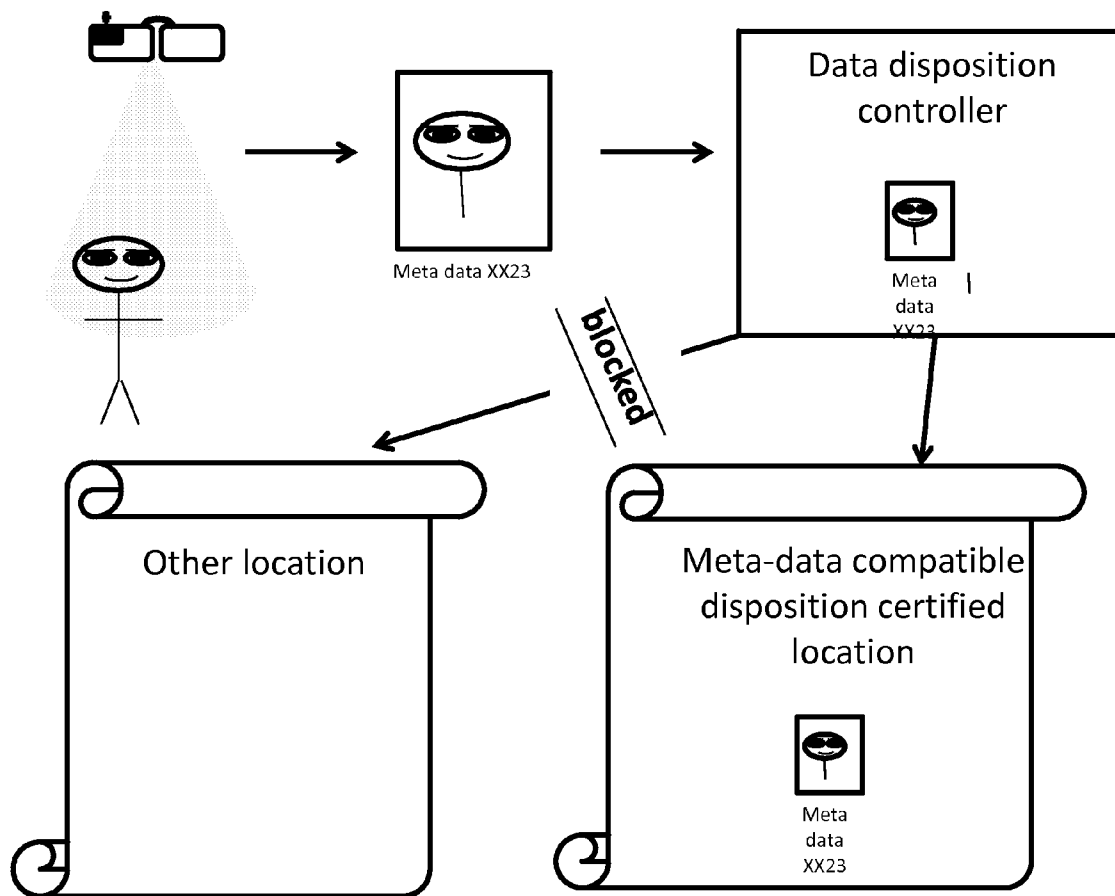 Data disposition
controller
Meta data XX23
Meta
data
XX23
blocked
Other location
Meta-data compatible
disposition certified
location
Meta
data
XX23